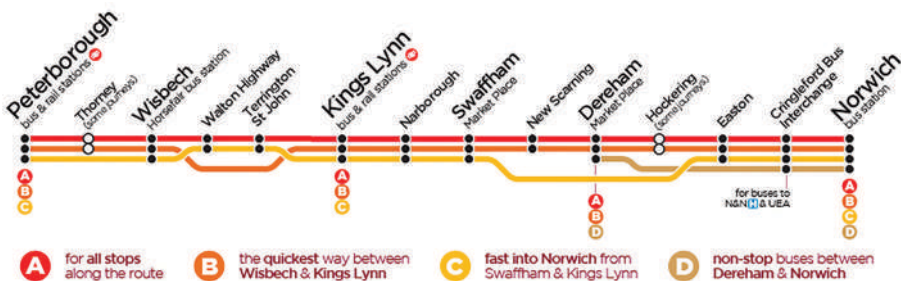 Peterborough
bus & rail stations
Thorney
(some journeys)
Wisbech
Horsefair bus station
Walton Highway
Terrington
St John
Kings Lynn
bus & rail stations
Narborough
Swaffham
Market Place
New Scarning
Dereham
Market Place
Hockering
(some journeys)
Easton
Cringleford Bus
Interchange
Norwich
bus station
A
B
C
A
B
C
A
B
D
for buses to
N&N H & UEA
A
B
C
D
A for all stops
along the route
B the quickest way between
Wisbech & Kings Lynn
C fast into Norwich from
Swaffham & Kings Lynn
D non-stop buses between
Dereham & Norwich